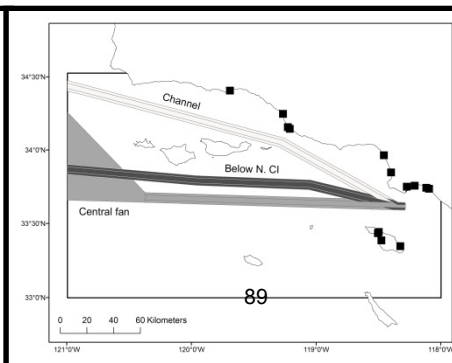 34°30'N
Channel
34°0'N
Below N. CI
33°30'N
Central fan
33°0'N
89
0 20 40 60 Kilometers
121°0'W 120°0'W 119°0'W 118°0'W